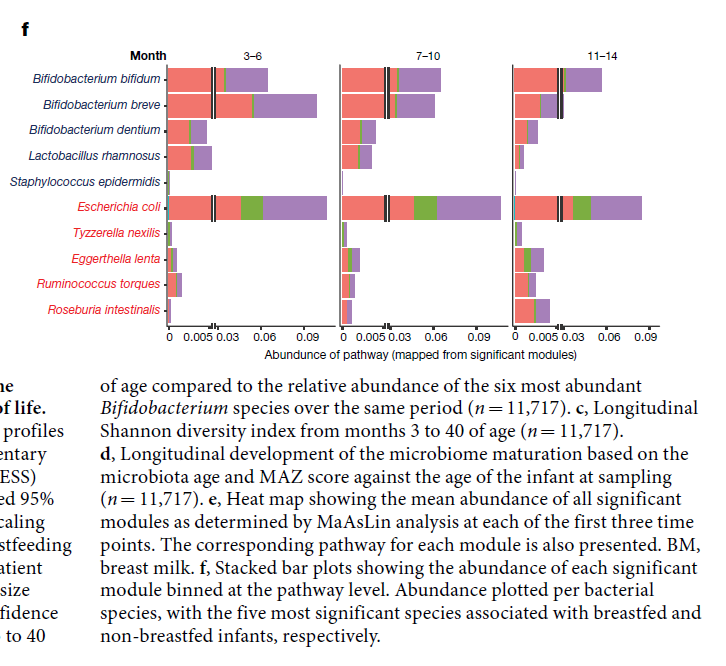 f
Month 3–6 7–10 11–14
Bifidobacterium bifidum
Bifidobacterium breve
Bifidobacterium dentium
Lactobacillus rhamnosus
Staphylococcus epidermidis
Escherichia coli
Tyzzerella nexilis
Eggerthella lenta
Ruminococcus torques
Roseburia intestinalis
0 0.005 0.03 0.06 0.09 0 0.005 0.03 0.06 0.09 0 0.005 0.03 0.06 0.09
Abundunce of pathway (mapped from significant modules)
ne
of life.
profiles
entary
ESS)
ed 95%
caling
stfeeding
atient
size
fidence
to 40
of age compared to the relative abundance of the six most abundant
Bifidobacterium species over the same period (n = 11,717). c, Longitudinal
Shannon diversity index from months 3 to 40 of age (n = 11,717).
d, Longitudinal development of the microbiome maturation based on the
microbiota age and MAZ score against the age of the infant at sampling
(n = 11,717). e, Heat map showing the mean abundance of all significant
modules as determined by MaAsLin analysis at each of the first three time
points. The corresponding pathway for each module is also presented. BM,
breast milk. f, Stacked bar plots showing the abundance of each significant
module binned at the pathway level. Abundance plotted per bacterial
species, with the five most significant species associated with breastfed and
non-breastfed infants, respectively.